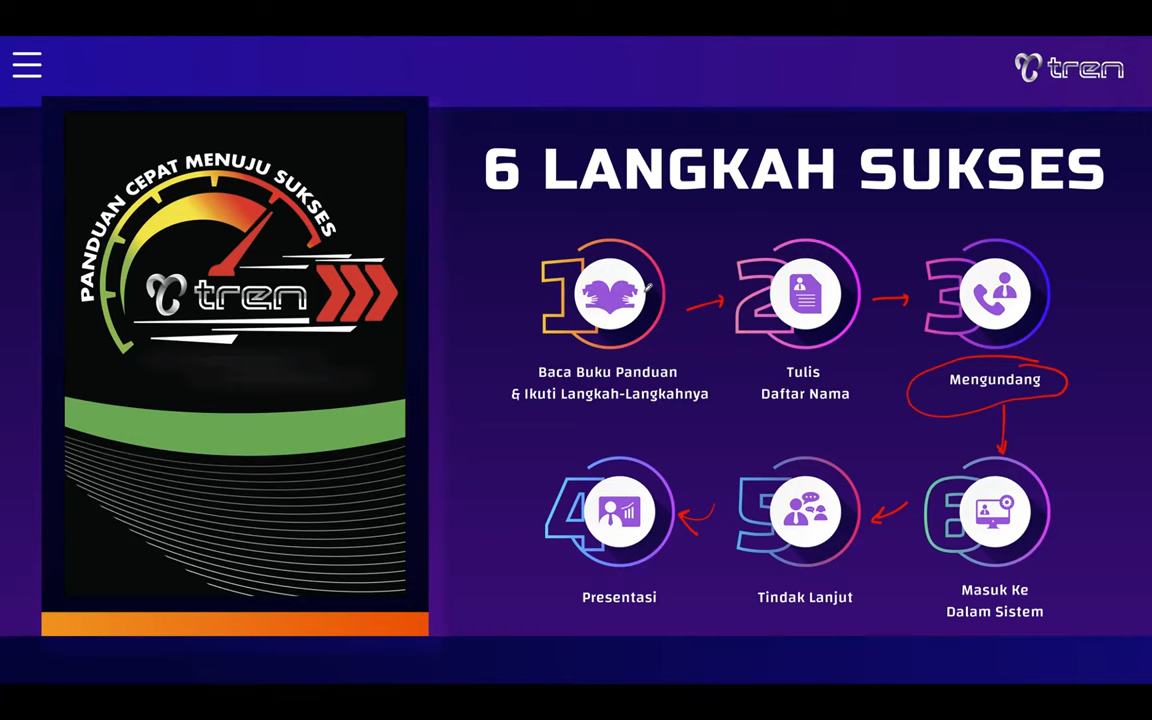 tren
PANDUAN CEPAT MENUJU SUKSES
tren
6 LANGKAH SUKSES
1
Baca Buku Panduan
& Ikuti Langkah-Langkahnya
2
Tulis
Daftar Nama
3
Mengundang
4
Presentasi
5
Tindak Lanjut
6
Masuk Ke
Dalam Sistem